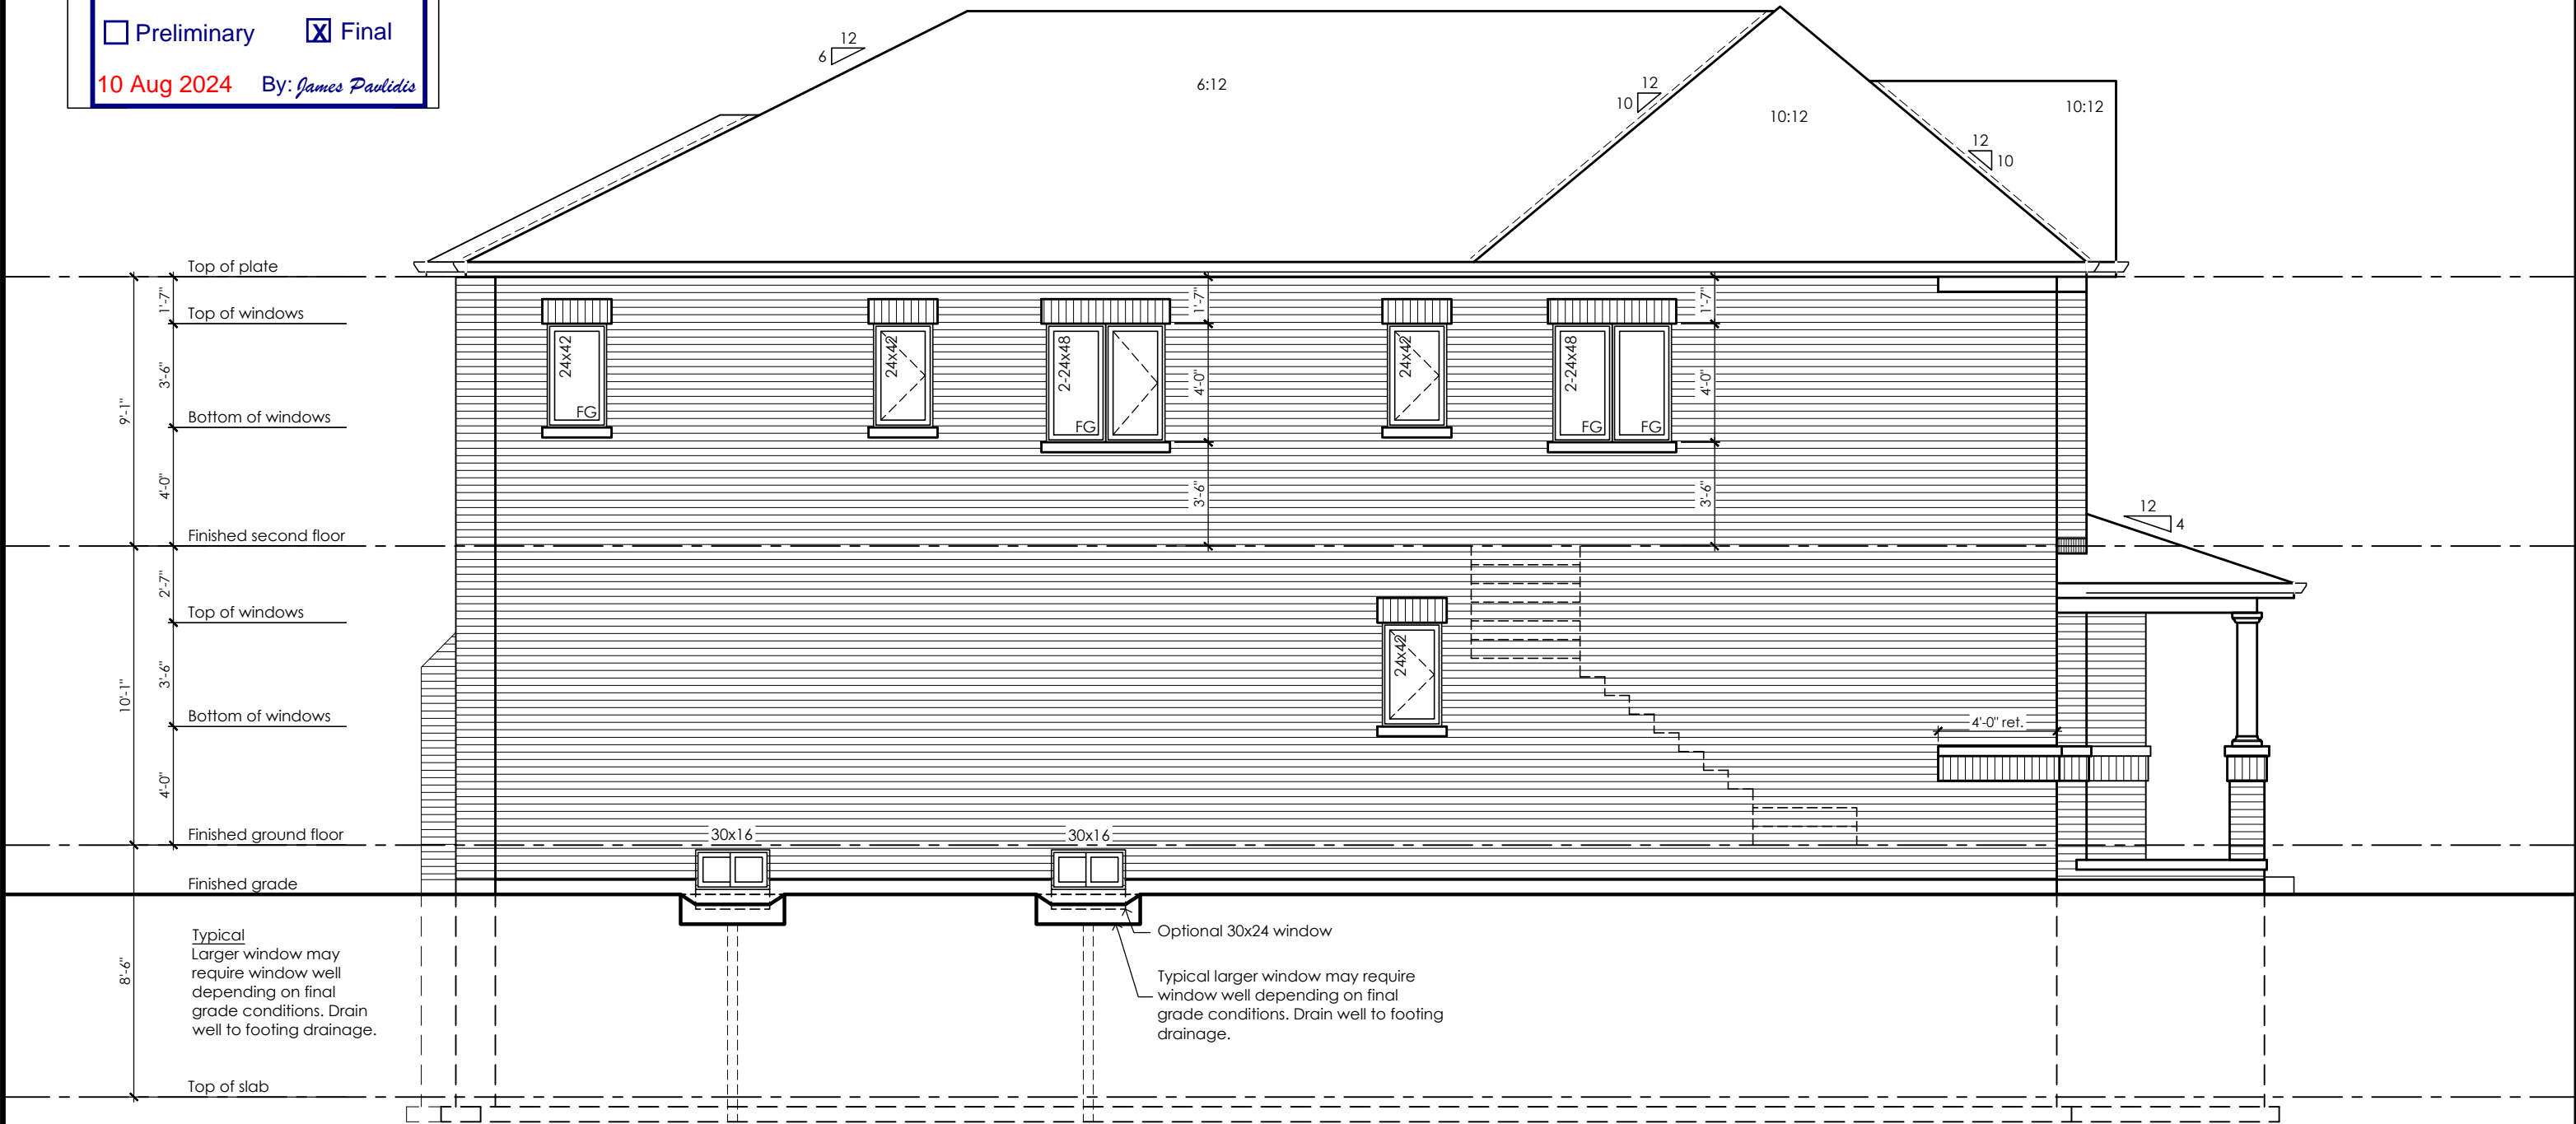 Preliminary
X Final
10 Aug 2024 By: James Pavlidis
12
6
6:12
12
10
10:12
10:12
12
10
Top of plate
1'-7"
Top of windows
3'-6"
Bottom of windows
9'-1"
4'-0"
Finished second floor
24x42
FG
24x42
2-24x48
FG
1'-7"
4'-0"
3'-6"
24x42
2-24x48
FG
FG
1'-7"
4'-0"
3'-6"
12
4
2'-7"
Top of windows
3'-6"
10'-1"
Bottom of windows
4'-0"
Finished ground floor
24x42
4'-0" ret.
30x16
30x16
Finished grade
8'-6"
Typical
Larger window may
require window well
depending on final
grade conditions. Drain
well to footing drainage.
Optional 30x24 window
Typical larger window may require
window well depending on final
grade conditions. Drain well to footing
drainage.
Top of slab